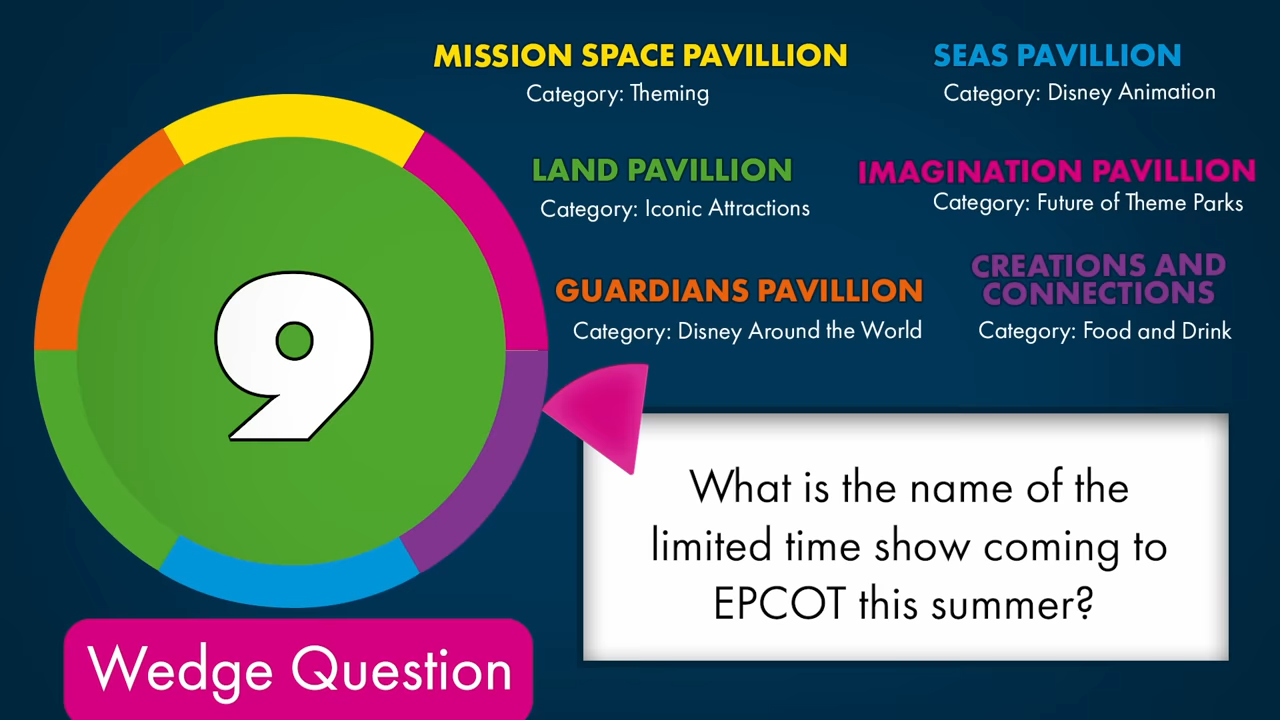 MISSION SPACE PAVILLION
Category: Theming
SEAS PAVILLION
Category: Disney Animation
LAND PAVILLION
Category: Iconic Attractions
IMAGINATION PAVILLION
Category: Future of Theme Parks
GUARDIANS PAVILLION
Category: Disney Around the World
CREATIONS AND
CONNECTIONS
Category: Food and Drink
9
What is the name of the
limited time show coming to
EPCOT this summer?
Wedge Question